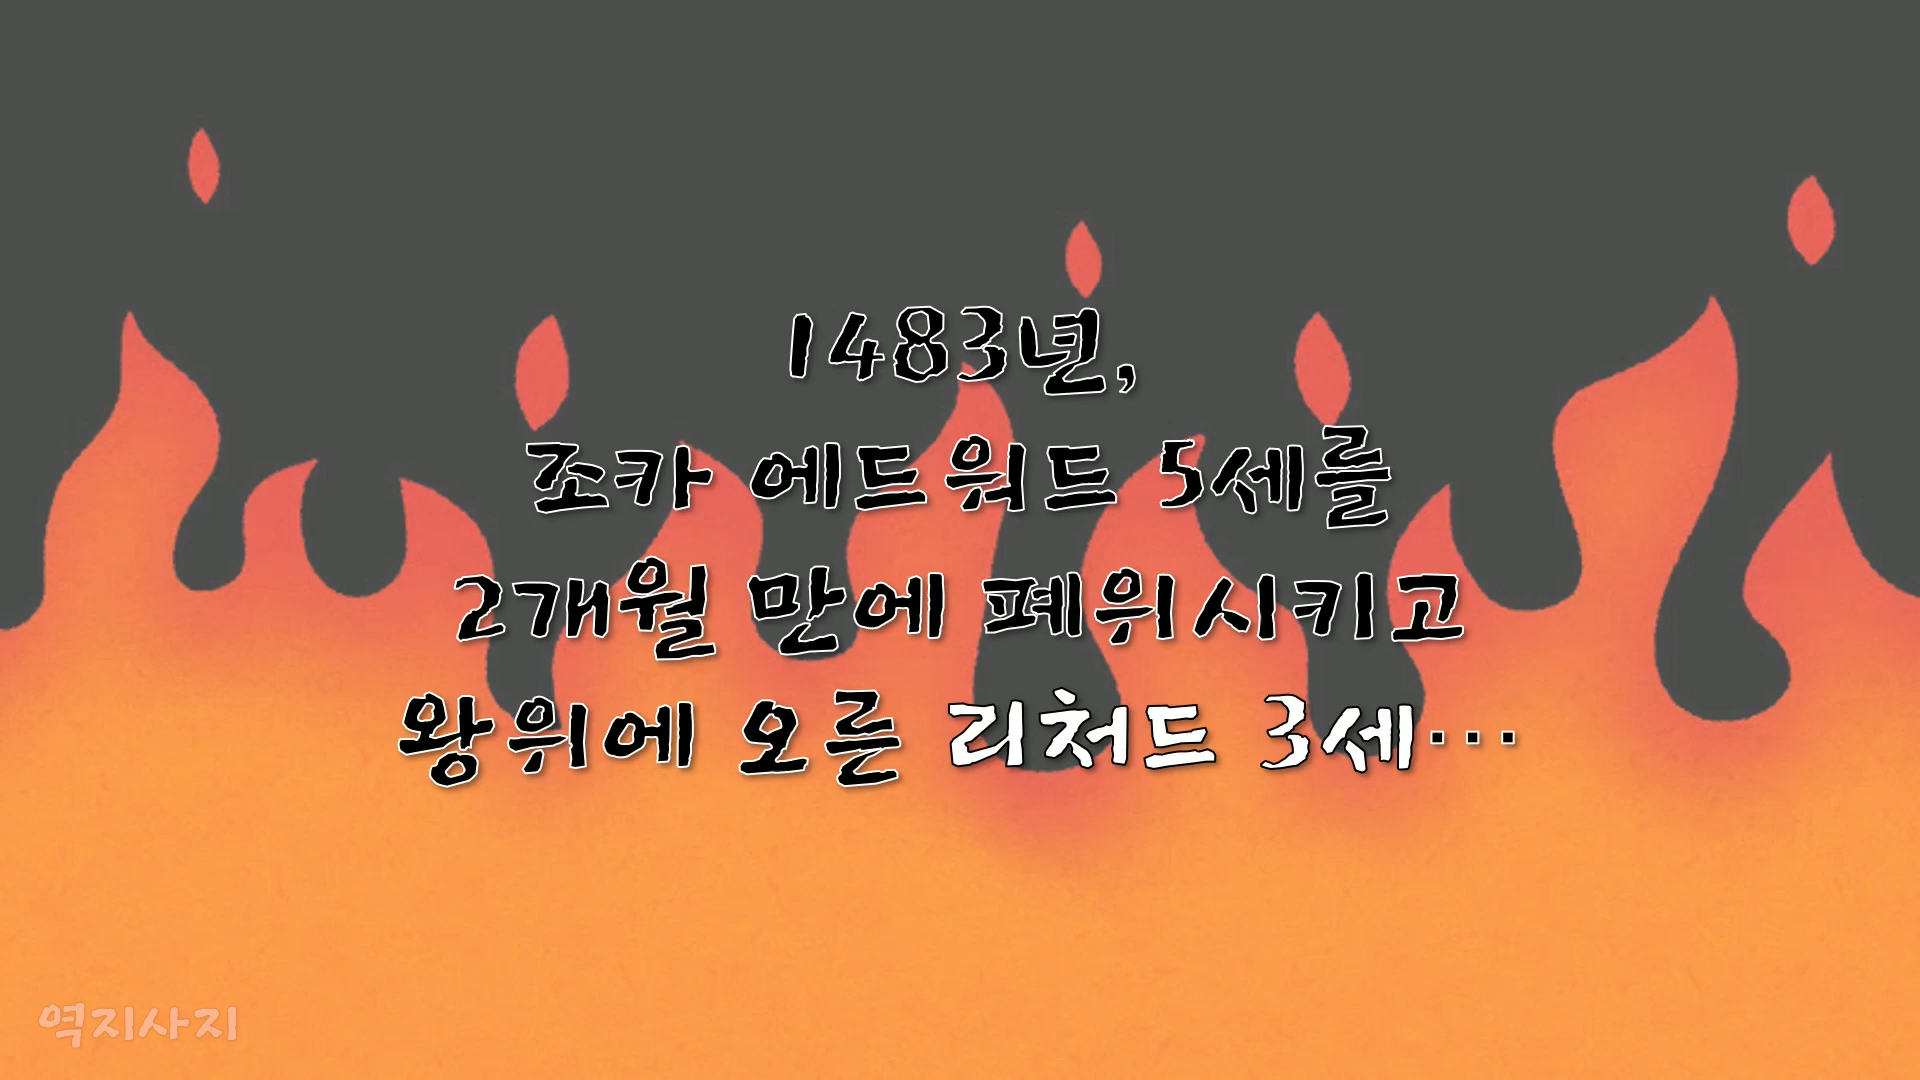 1483년,
조카 에드워드 5세를
2개월 만에 폐위시키고
왕위에 오른 리처드 3세…
역지사지